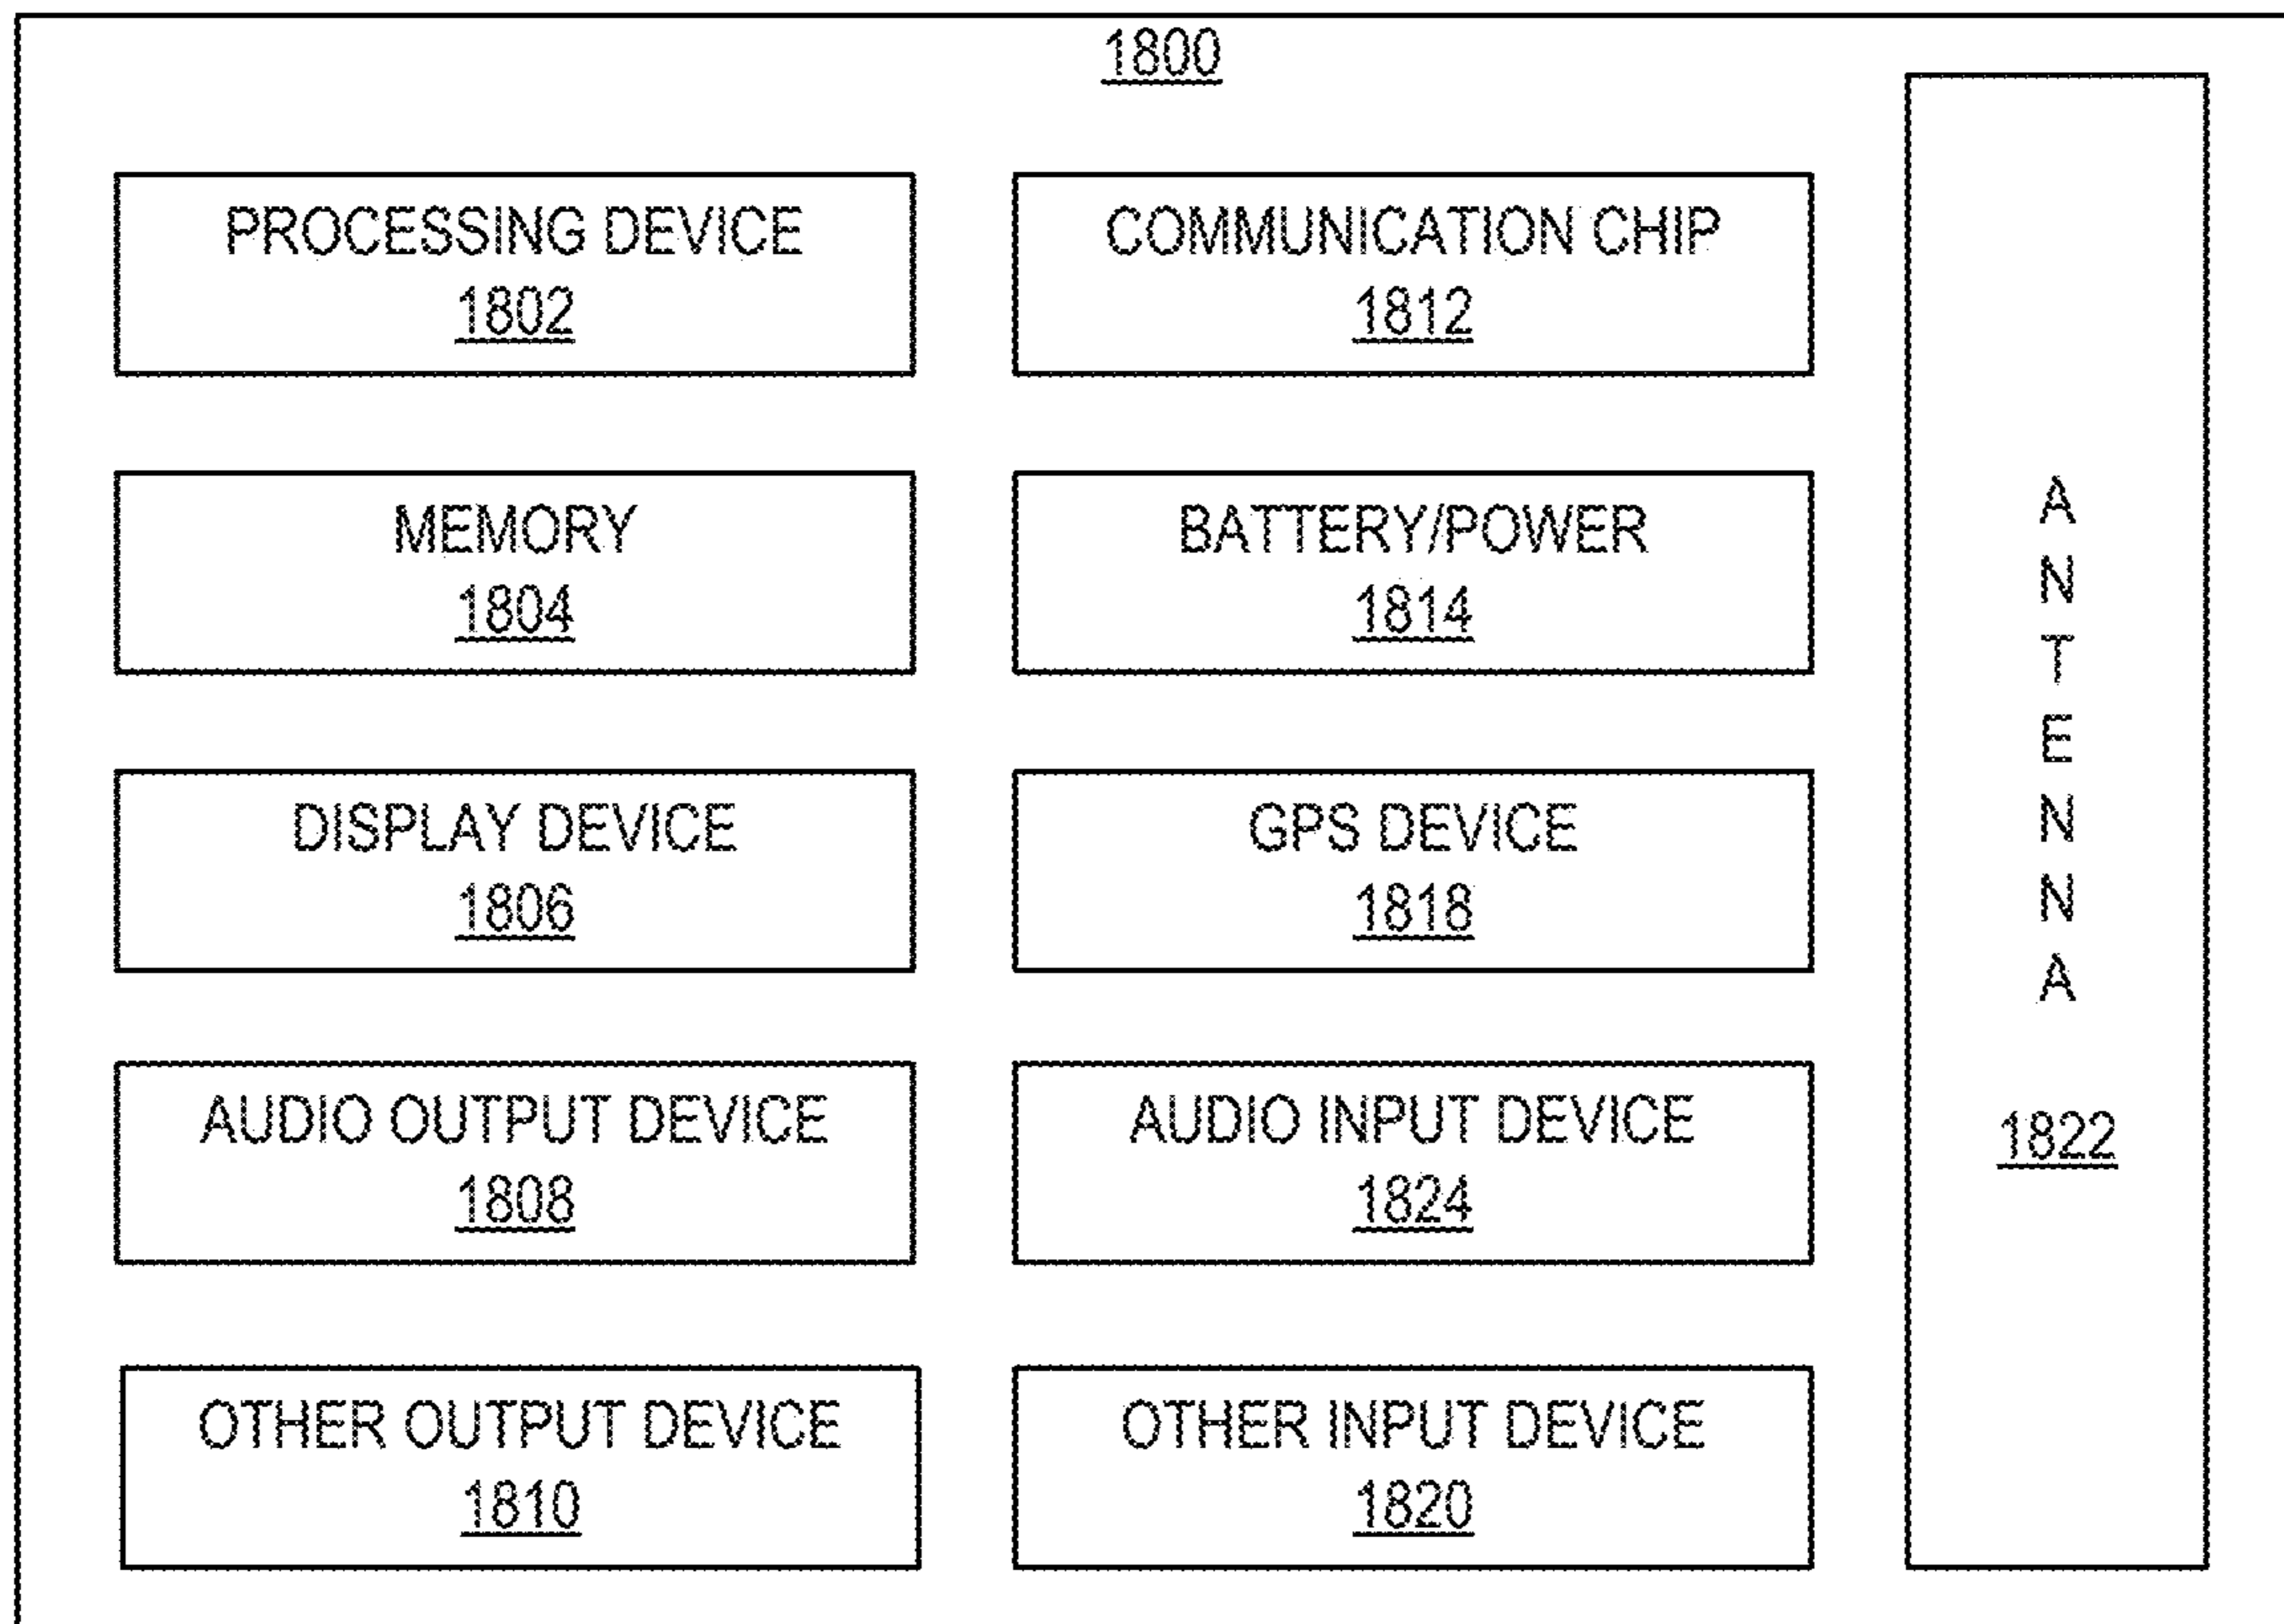 1800
PROCESSING DEVICE
1802
COMMUNICATION CHIP
1812
MEMORY
1804
BATTERY/POWER
1814
DISPLAY DEVICE
1806
GPS DEVICE
1818
AUDIO OUTPUT DEVICE
1808
AUDIO INPUT DEVICE
1824
OTHER OUTPUT DEVICE
1810
OTHER INPUT DEVICE
1820
A
N
T
E
N
N
A
1822